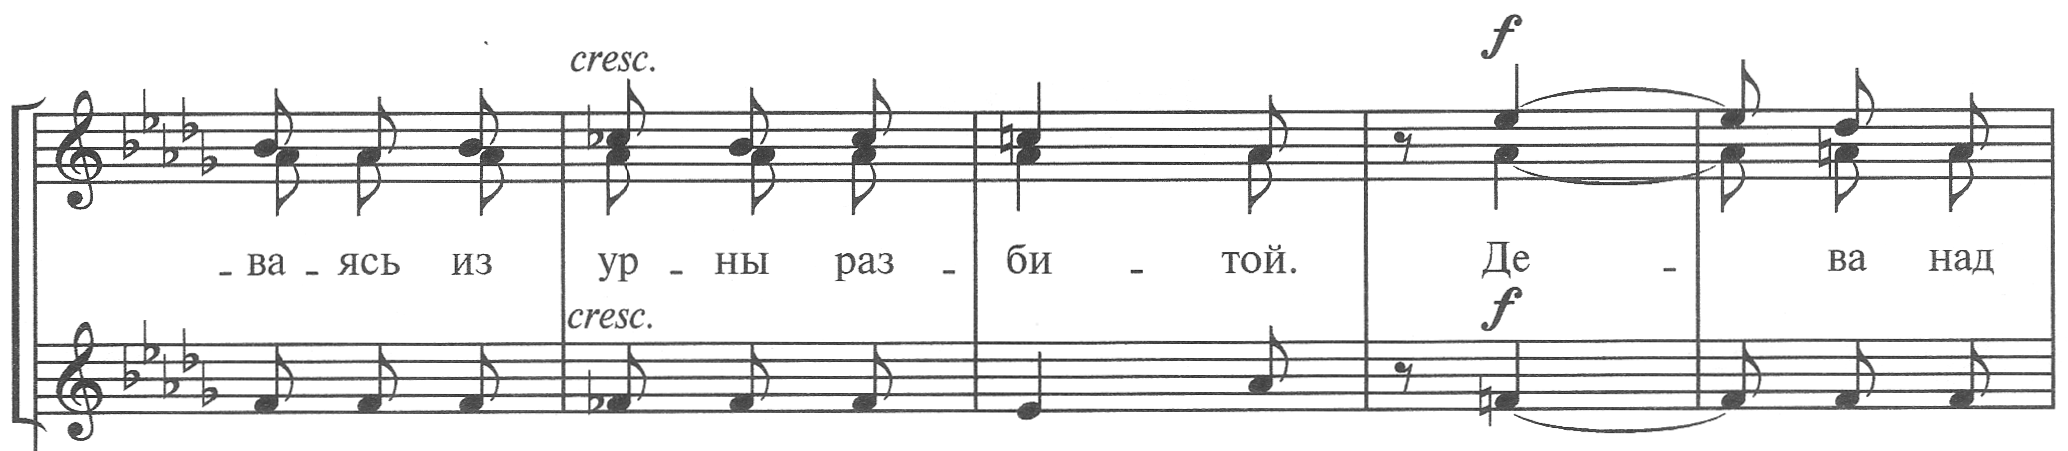 cresc.
f
- ва - ясь из ур - ны раз - би - той. Де - ва над
cresc.
f